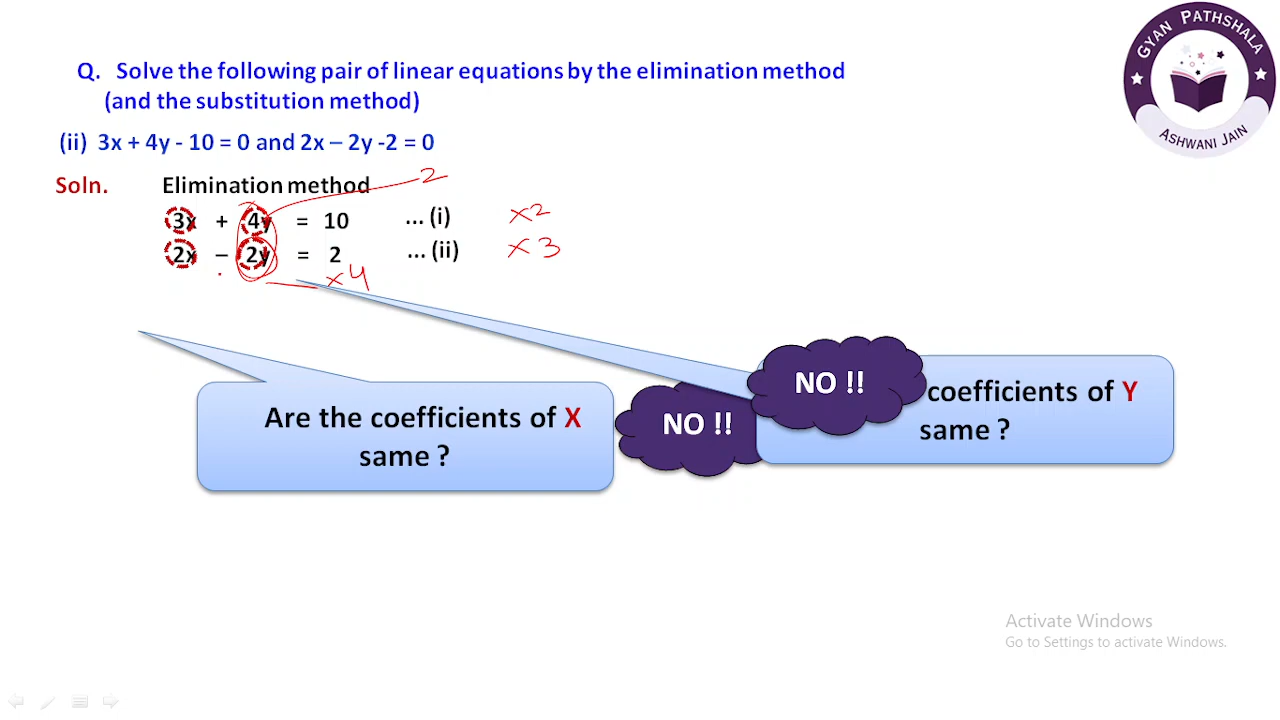 GYAN PATHSHALA
ASHWANI JAIN
Q. Solve the following pair of linear equations by the elimination method
(and the substitution method)
(ii) 3x + 4y - 10 = 0 and 2x – 2y -2 = 0
Soln. Elimination method 2
3x + 4y = 10 ... (i) ×2
2x – 2y = 2 ... (ii) ×3
×4
NO !! coefficients of Y
same ?
Are the coefficients of X NO !!
same ?
Activate Windows
Go to Settings to activate Windows.